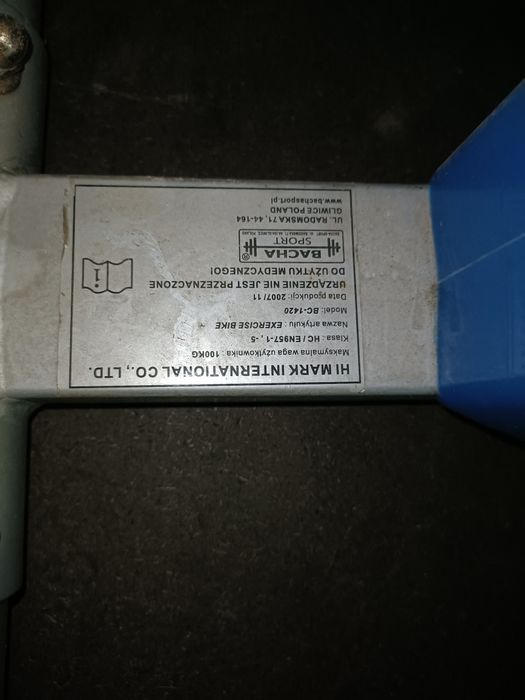 HI MARK INTERNATIONAL CO., LTD.
Maksymalna waga użytkownika : 100KG
Klasa : HC / EN957-1 , -5
Nazwa artykułu : EXERCISE BIKE
Model: BC-1420
Data produkcji: 2007/ 11
URZĄDZENIE NIE JEST PRZEZNACZONE
DO UŻYTKU MEDYCZNEGO!
BACHA®
SPORT
UL. RADOMSKA 71, 44-164
GLIWICE POLAND
www.bachasport.pl